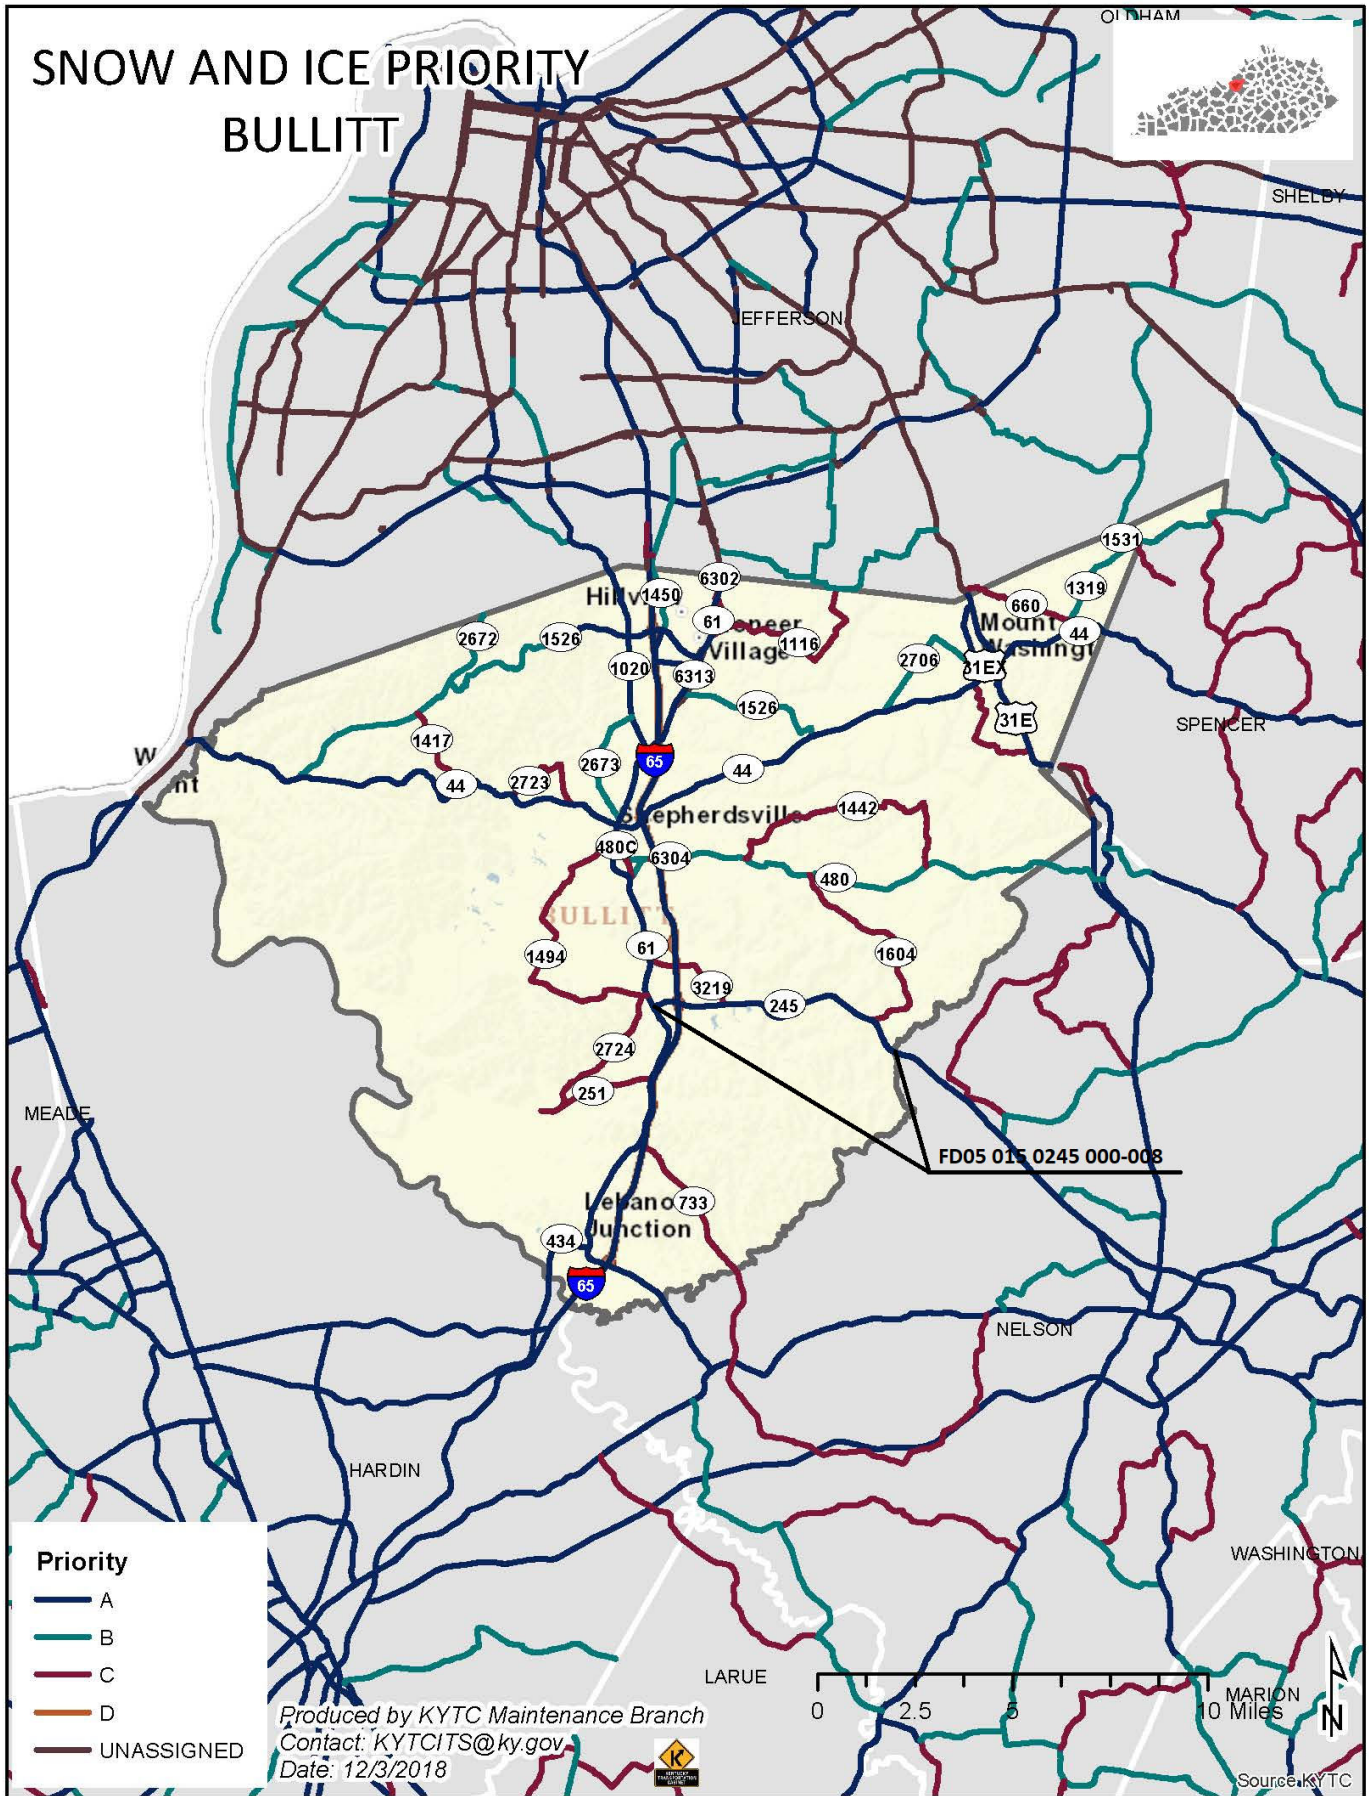 SNOW AND ICE PRIORITY
BULLITT
OLDHAM
SHELBY
JEFFERSON
1531
6302
1319
1450
660
61
44
Mount
1116
Village
2672
1526
1020
6313
2706
31EX
1526
31E
SPENCER
1417
2673
65
44
44
2723
1442
480C
6304
480
BULLITT
61
1494
1604
3219
245
2724
251
MEADE
FD05 015 0245 000-008
733
Junction
434
65
NELSON
HARDIN
WASHINGTON
Priority
A
B
C
D
UNASSIGNED
LARUE
MARION
0 2.5 5 10 Miles
N
Produced by KYTC Maintenance Branch
Contact: KYTCITS@ky.gov
Date: 12/3/2018
Source:KYTC